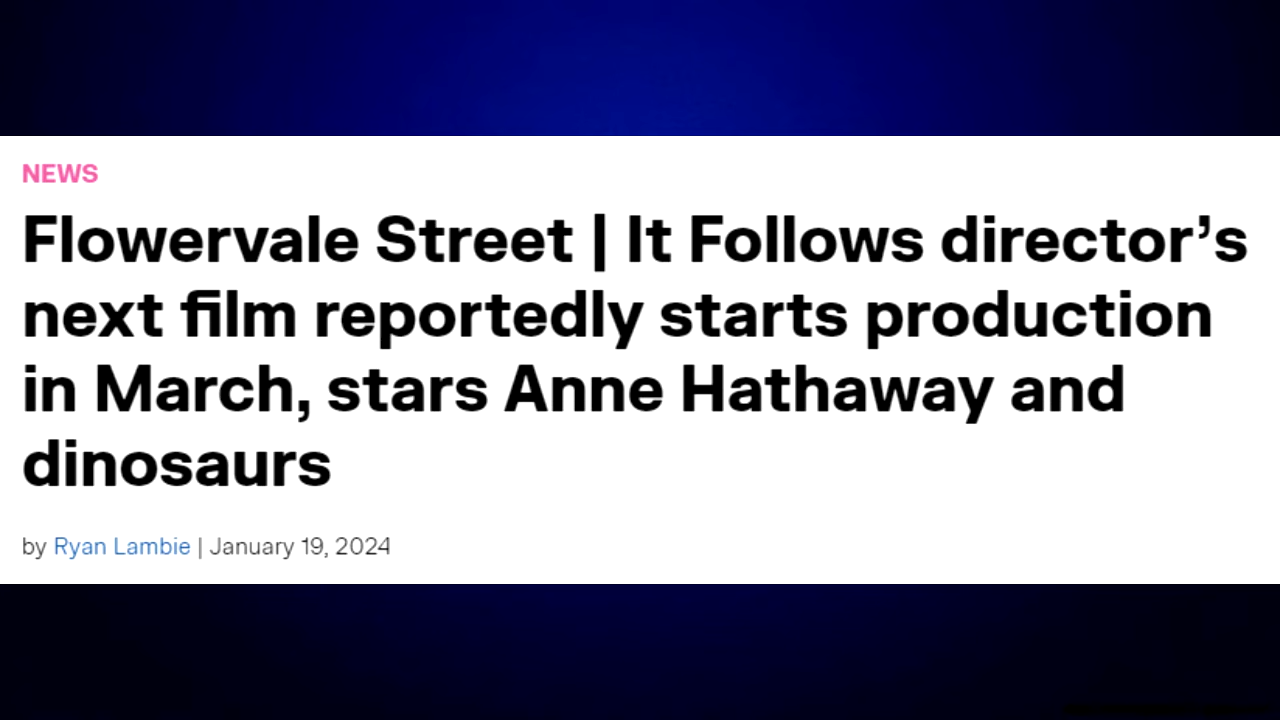 NEWS
Flowervale Street | It Follows director’s
next film reportedly starts production
in March, stars Anne Hathaway and
dinosaurs
by Ryan Lambie | January 19, 2024